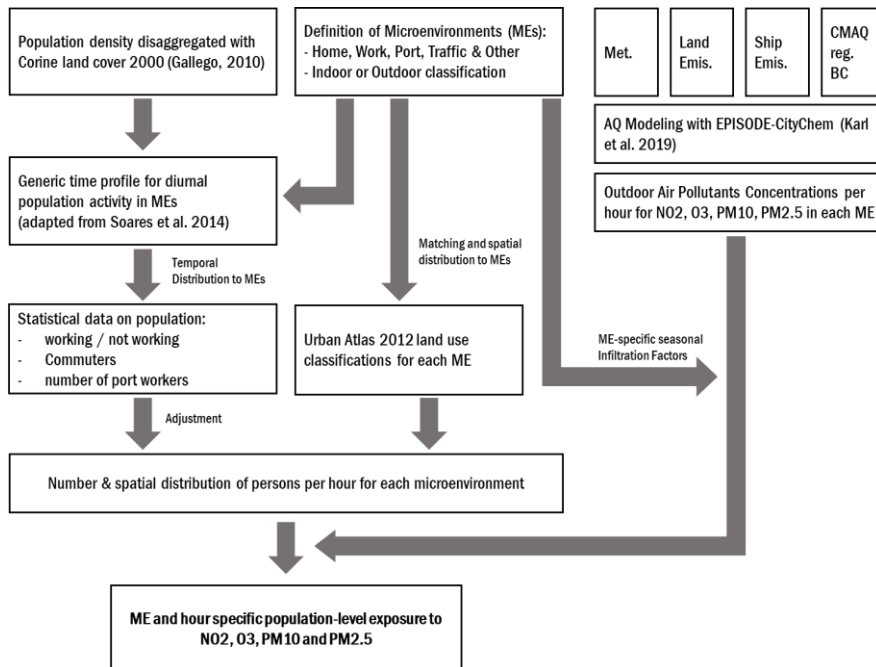 Population density disaggregated with
Corine land cover 2000 (Gallego, 2010)
Definition of Microenvironments (MEs):
- Home, Work, Port, Traffic & Other
- Indoor or Outdoor classification
Met.
Land
Emis.
Ship
Emis.
CMAQ
reg.
BC
AQ Modeling with EPISODE-CityChem (Karl
et al. 2019)
Generic time profile for diurnal
population activity in MEs
(adapted from Soares et al. 2014)
Outdoor Air Pollutants Concentrations per
hour for NO2, O3, PM10, PM2.5 in each ME
Temporal
Distribution to MEs
Matching and spatial
distribution to MEs
Statistical data on population:
- working / not working
- Commuters
- number of port workers
Urban Atlas 2012 land use
classifications for each ME
ME-specific seasonal
Infiltration Factors
Adjustment
Number & spatial distribution of persons per hour for each microenvironment
ME and hour specific population-level exposure to
NO2, O3, PM10 and PM2.5